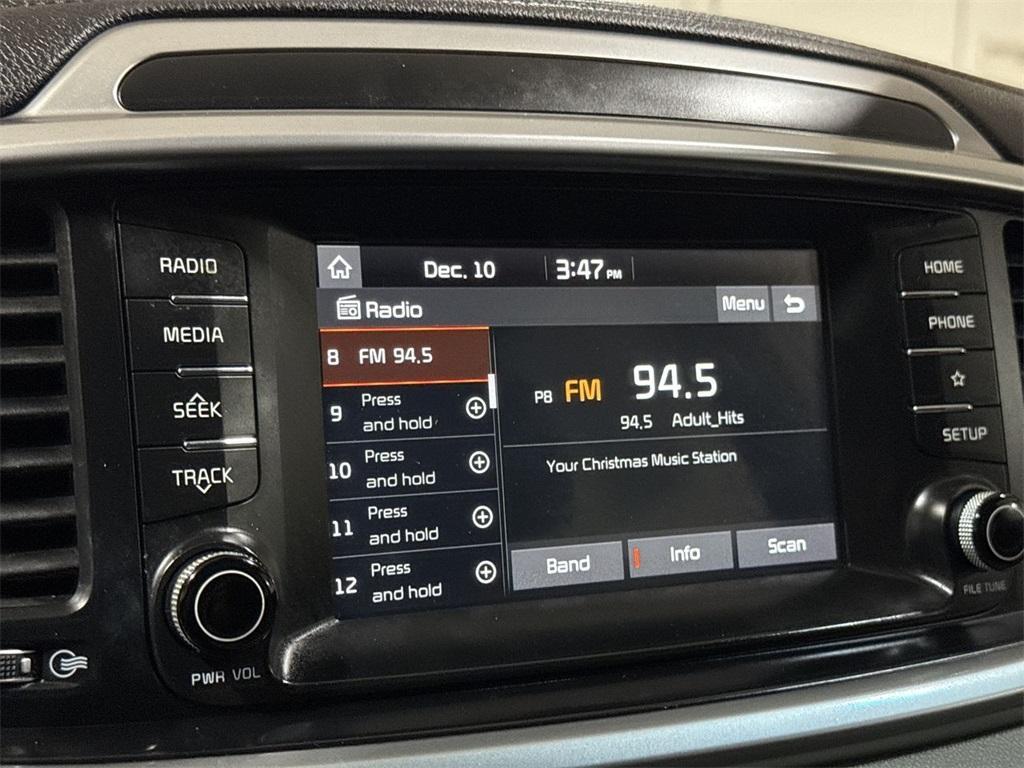 RADIO
MEDIA
SEEK
TRACK
PWR VOL
Dec. 10
3:47 PM
Radio
Menu
8 FM 94.5
9 Press
and hold
10 Press
and hold
11 Press
and hold
12 Press
and hold
P8 FM 94.5
94.5 Adult_Hits
Your Christmas Music Station
Band
Info
Scan
HOME
PHONE
SETUP
FILE TUNE